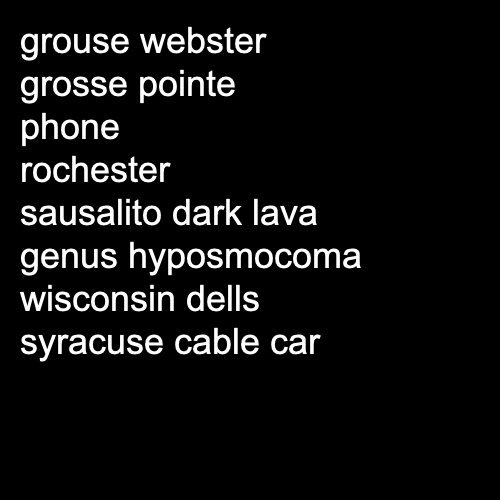 grouse webster
grosse pointe
phone
rochester
sausalito dark lava
genus hyposmocoma
wisconsin dells
syracuse cable car